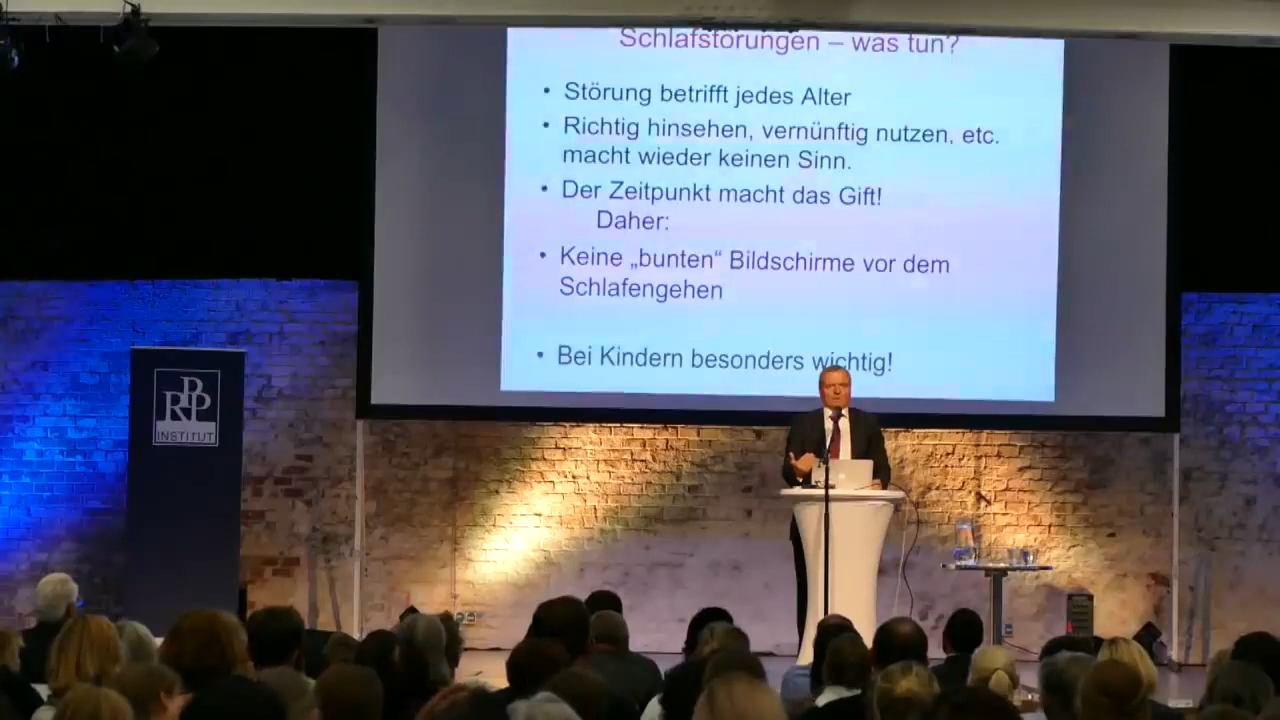 Schlafstörungen – was tun?
• Störung betrifft jedes Alter
• Richtig hinsehen, vernünftig nutzen, etc.
macht wieder keinen Sinn.
• Der Zeitpunkt macht das Gift!
Daher:
• Keine „bunten“ Bildschirme vor dem
Schlafengehen
• Bei Kindern besonders wichtig!
RBP
INSTITUT